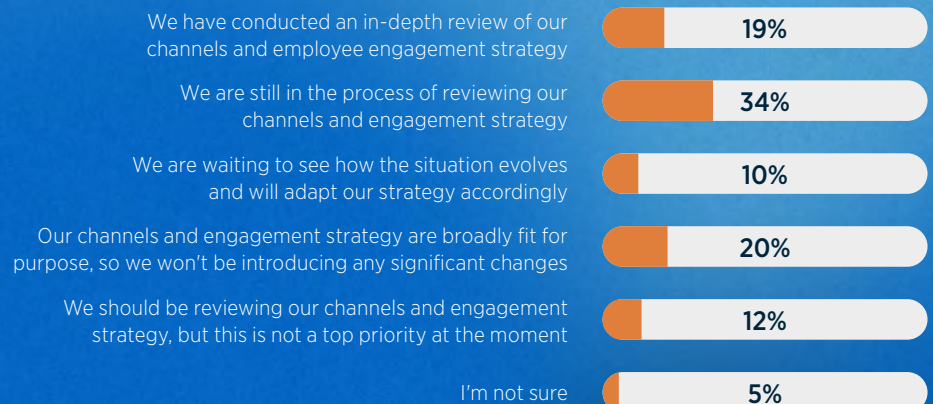 We have conducted an in-depth review of our
channels and employee engagement strategy
19%
We are still in the process of reviewing our
channels and engagement strategy
34%
We are waiting to see how the situation evolves
and will adapt our strategy accordingly
10%
Our channels and engagement strategy are broadly fit for
purpose, so we won't be introducing any significant changes
20%
We should be reviewing our channels and engagement
strategy, but this is not a top priority at the moment
12%
I'm not sure
5%